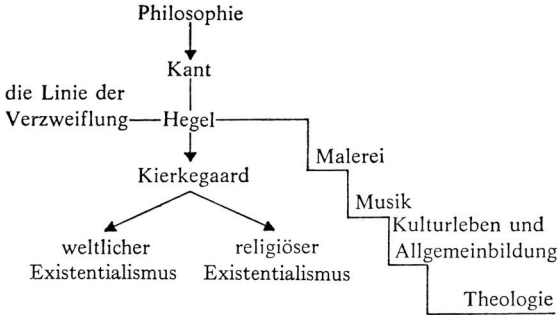 Philosophie
Kant
die Linie der
Verzweiflung
Hegel
Malerei
Kierkegaard
Musik
Kulturleben und
Allgemeinbildung
weltlicher
Existentialismus
religiöser
Existentialismus
Theologie